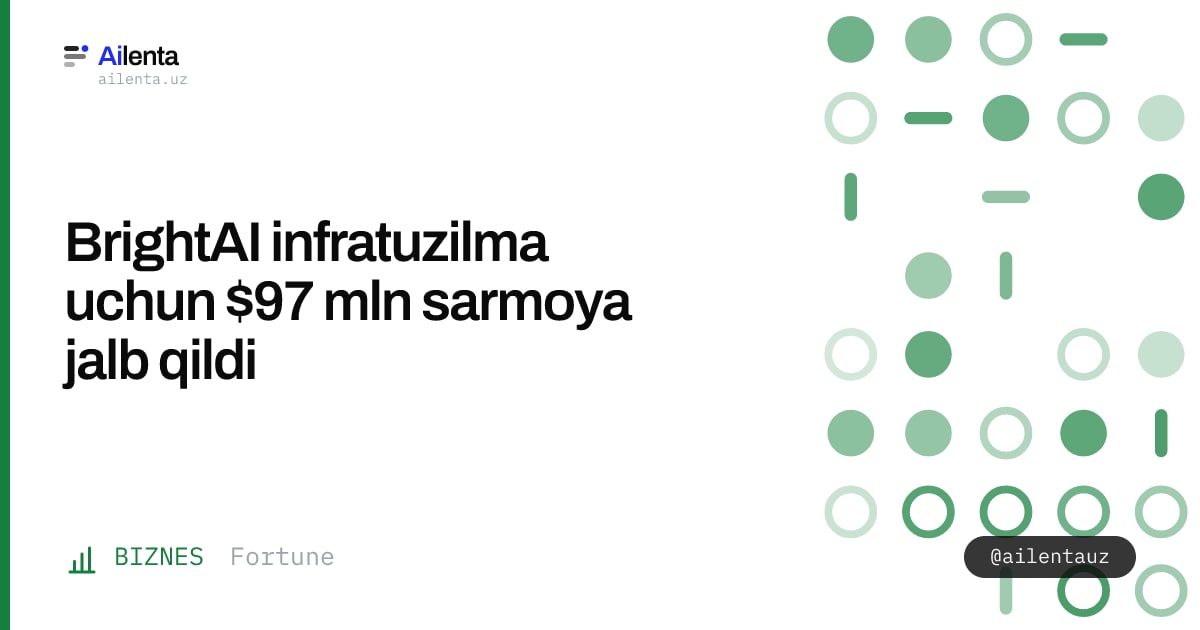 Ailenta
ailenta.uz
BrightAI infratuzilma
uchun $97 mln sarmoya
jalb qildi
BIZNES Fortune
@ailentauz